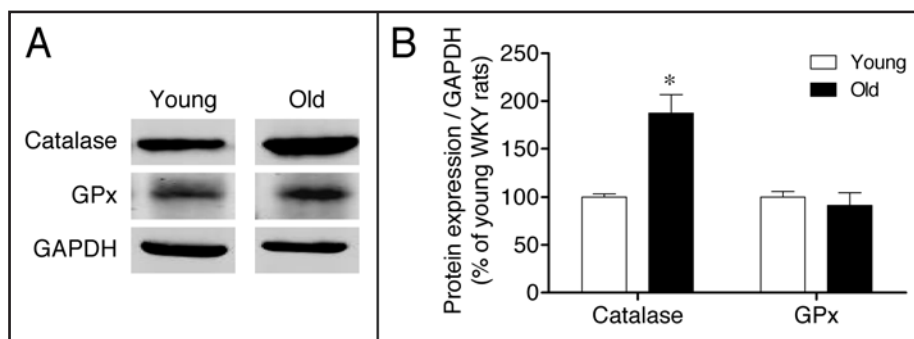 A
Young Old
Catalase
GPx
GAPDH
B
Protein expression / GAPDH
(% of young WKY rats)
250
200
150
100
50
0
*
Young
Old
Catalase GPx